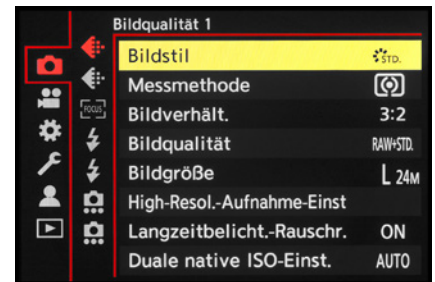 Bildqualität 1
Bildstil STD.
Messmethode
FOCUS
Bildverhält. 3:2
Bildqualität RAW+STD.
Bildgröße L 24M
High-Resol.-Aufnahme-Einst
Langzeitbelicht.-Rauschr. ON
Duale native ISO-Einst. AUTO